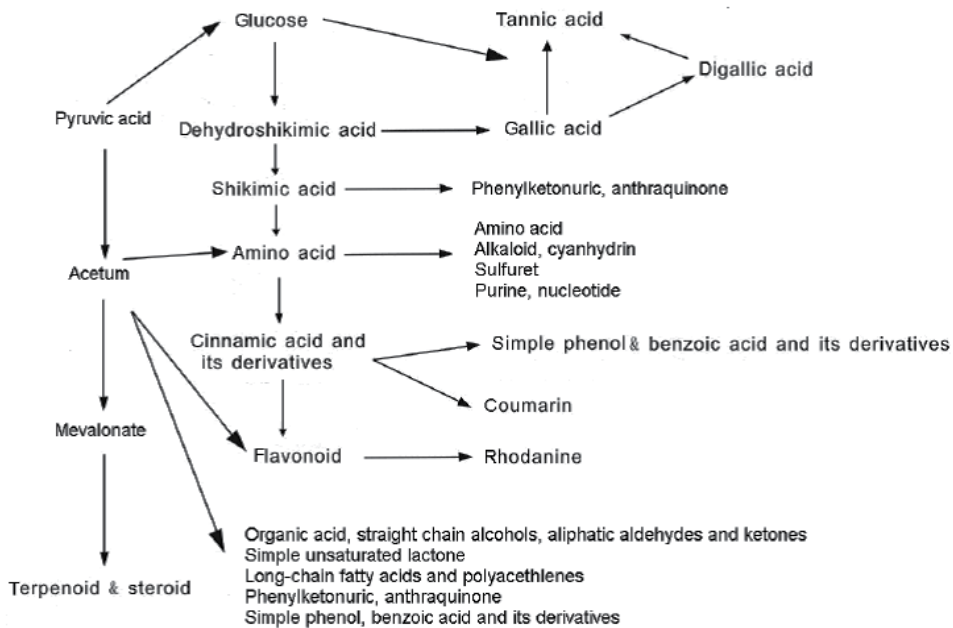 Glucose
Tannic acid
Digallic acid
Pyruvic acid
Dehydroshikimic acid
Gallic acid
Shikimic acid
Phenylketonuric, anthraquinone
Amino acid
Amino acid
Alkaloid, cyanhydrin
Sulfuret
Purine, nucleotide
Acetum
Cinnamic acid and
its derivatives
Simple phenol & benzoic acid and its derivatives
Coumarin
Mevalonate
Flavonoid
Rhodanine
Organic acid, straight chain alcohols, aliphatic aldehydes and ketones
Simple unsaturated lactone
Long-chain fatty acids and polyacethlenes
Phenylketonuric, anthraquinone
Simple phenol, benzoic acid and its derivatives
Terpenoid & steroid